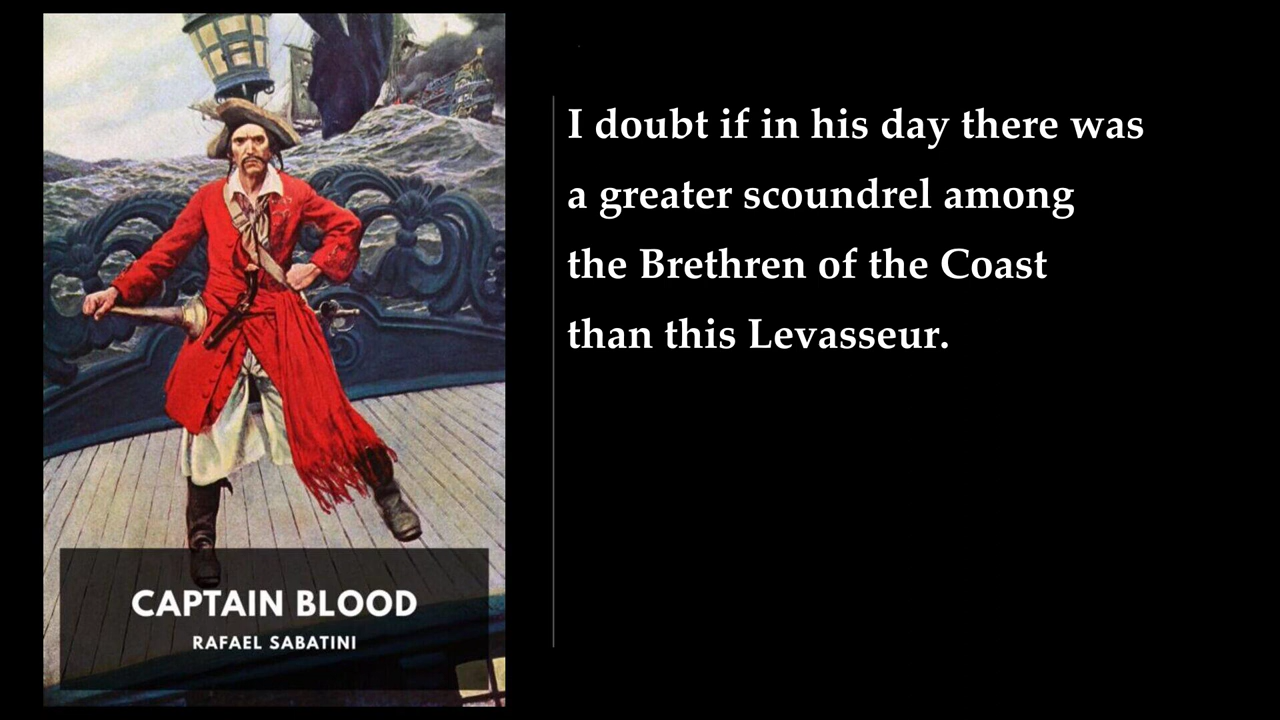 CAPTAIN BLOOD
RAFAEL SABATINI
I doubt if in his day there was
a greater scoundrel among
the Brethren of the Coast
than this Levasseur.